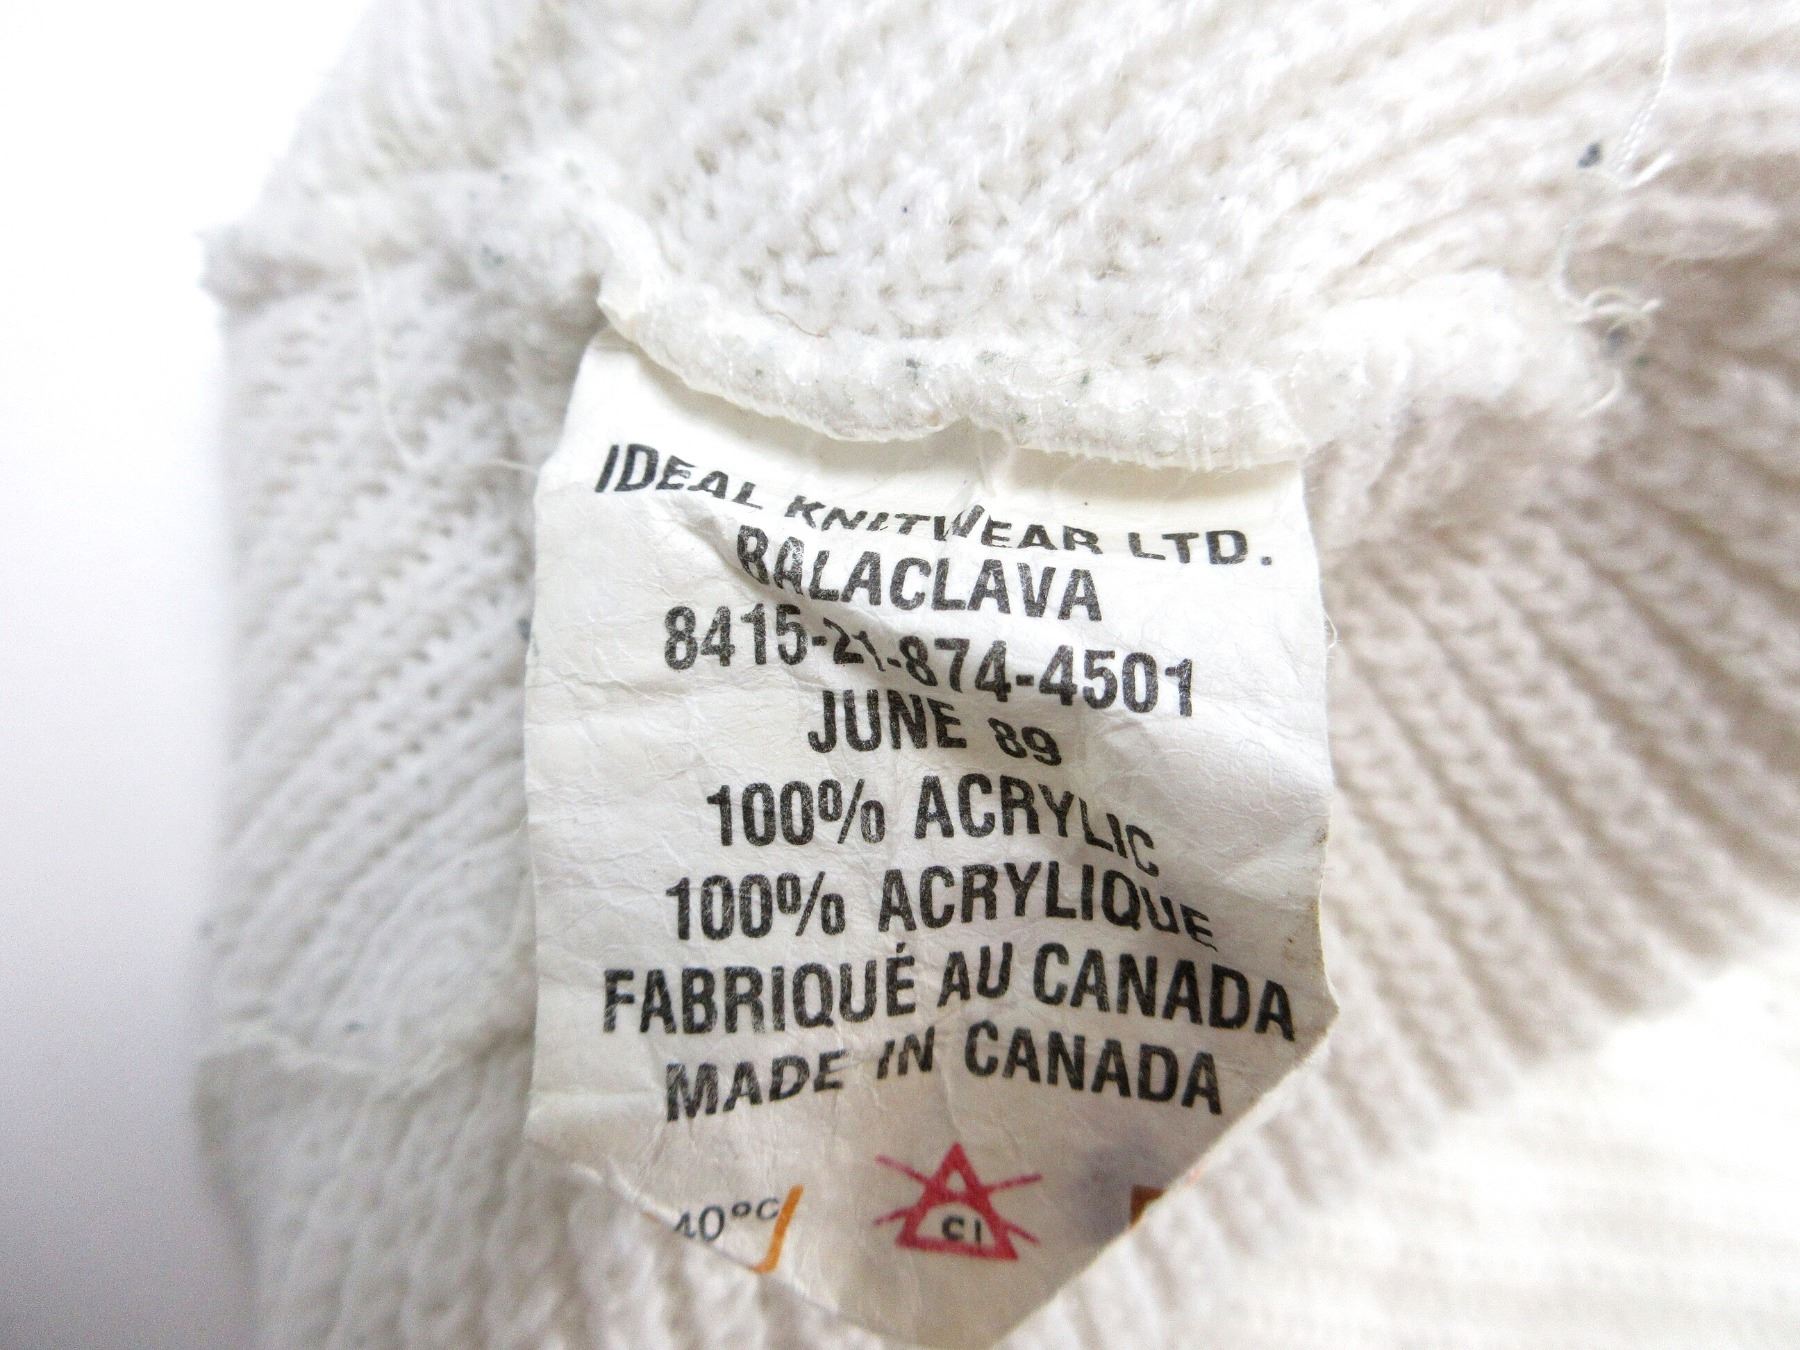 IDEAL KNITWEAR LTD.
BALACLAVA
8415-21-874-4501
JUNE 89
100% ACRYLIC
100% ACRYLIQUE
FABRIQUÉ AU CANADA
MADE IN CANADA
40°C
Cl